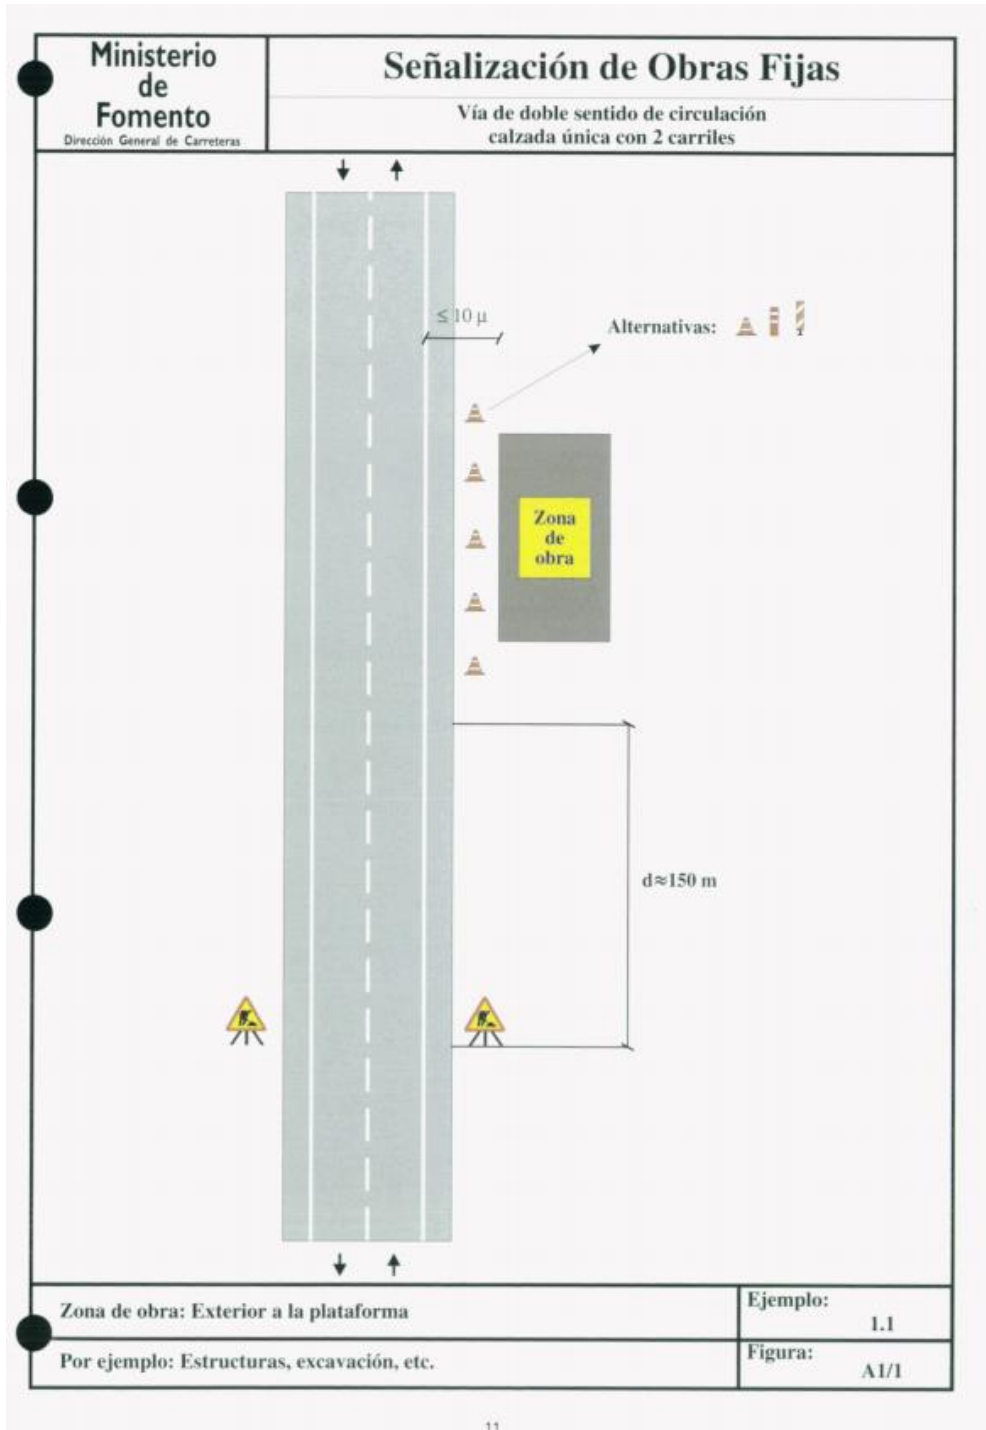 Ministerio
de
Fomento
Dirección General de Carreteras
Señalización de Obras Fijas
Vía de doble sentido de circulación
calzada única con 2 carriles
≤ 10 µ
Alternativas:
Zona
de
obra
d≈150 m
Zona de obra: Exterior a la plataforma
Ejemplo:
1.1
Por ejemplo: Estructuras, excavación, etc.
Figura:
A1/1
11